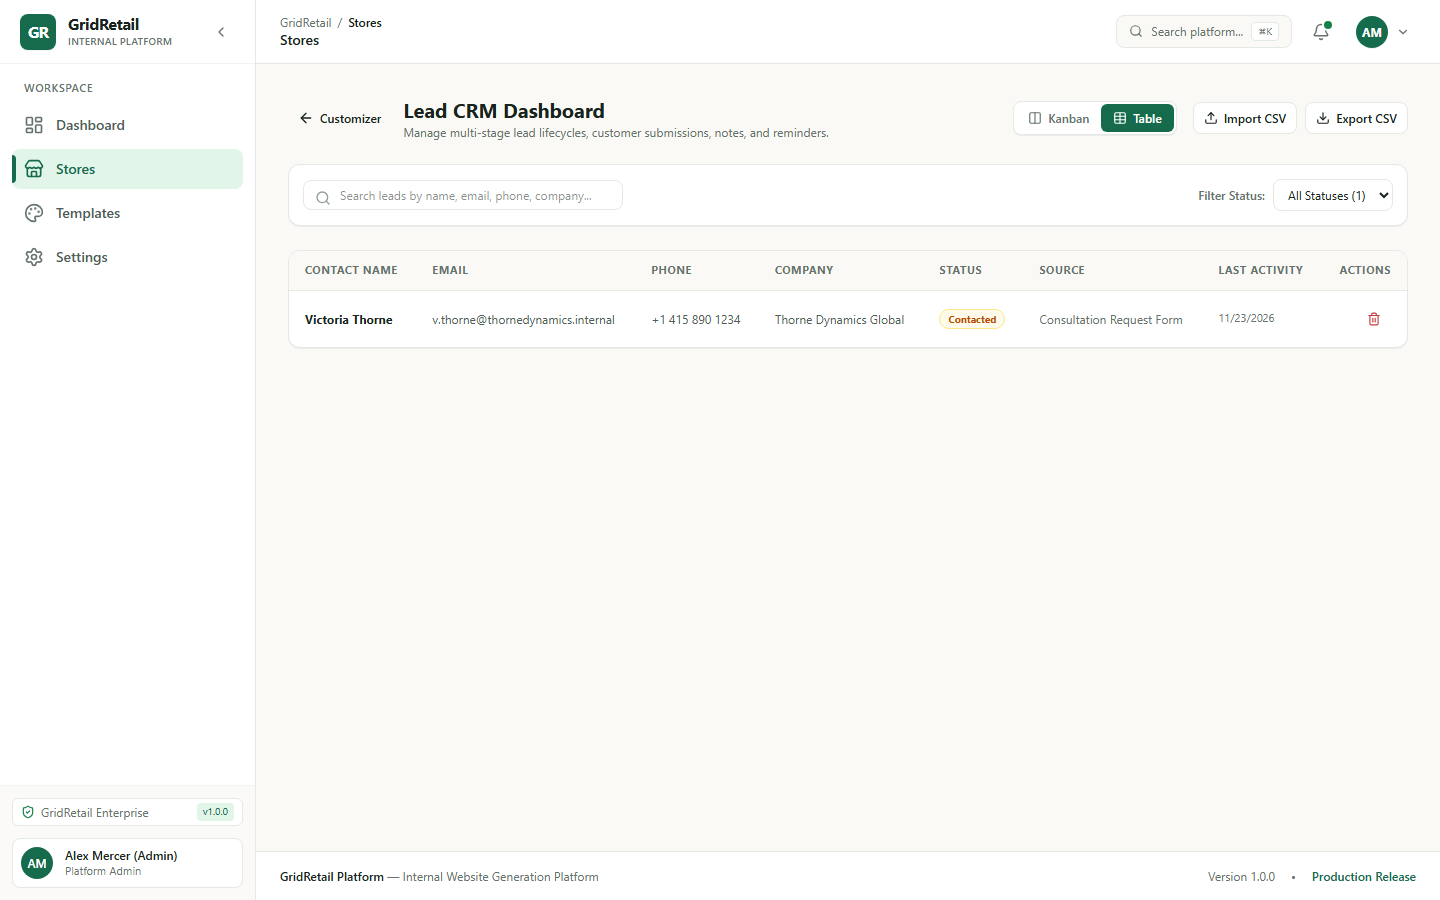 GR
GridRetail
INTERNAL PLATFORM
WORKSPACE
Dashboard
Stores
Templates
Settings
GridRetail Enterprise
v1.0.0
AM
Alex Mercer (Admin)
Platform Admin
GridRetail / Stores
Stores
Search platform... ⌘K
AM
Customizer
Lead CRM Dashboard
Manage multi-stage lead lifecycles, customer submissions, notes, and reminders.
Kanban
Table
Import CSV
Export CSV
Search leads by name, email, phone, company...
Filter Status:
All Statuses (1)
CONTACT NAME EMAIL PHONE COMPANY STATUS SOURCE LAST ACTIVITY ACTIONS
Victoria Thorne v.thorne@thornedynamics.internal +1 415 890 1234 Thorne Dynamics Global Contacted Consultation Request Form 11/23/2026
GridRetail Platform — Internal Website Generation Platform
Version 1.0.0 • Production Release